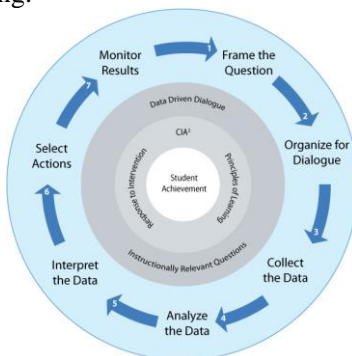 1
Frame the
Question
2
Organize for
Dialogue
3
Collect
the Data
4
Analyze
the Data
5
Interpret
the Data
6
Select
Actions
7
Monitor
Results
Data Driven Dialogue
Instructionally Relevant Questions
CIA²
Principles of Learning
Response to Intervention
Student
Achievement